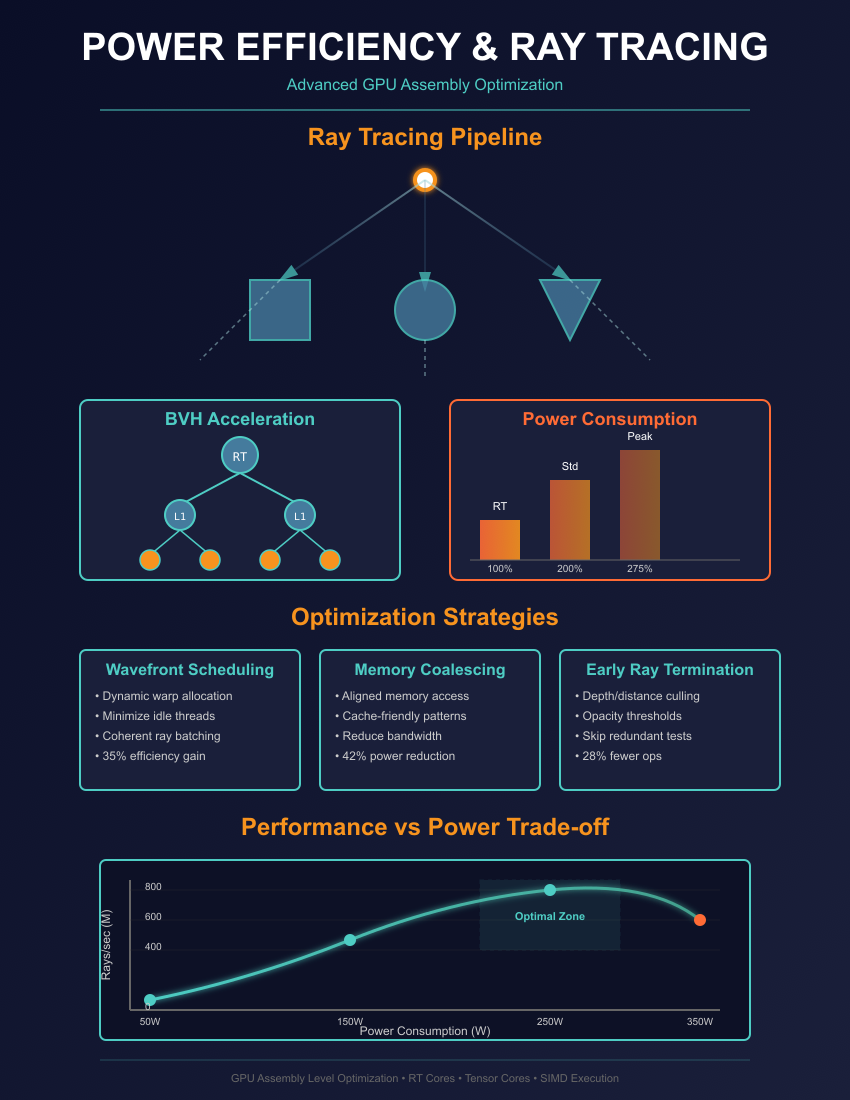 POWER EFFICIENCY & RAY TRACING
Advanced GPU Assembly Optimization
Ray Tracing Pipeline
BVH Acceleration
RT
L1
L1
Power Consumption
Peak
Std
RT
100%
200%
275%
Optimization Strategies
Wavefront Scheduling
• Dynamic warp allocation
• Minimize idle threads
• Coherent ray batching
• 35% efficiency gain
Memory Coalescing
• Aligned memory access
• Cache-friendly patterns
• Reduce bandwidth
• 42% power reduction
Early Ray Termination
• Depth/distance culling
• Opacity thresholds
• Skip redundant tests
• 28% fewer ops
Performance vs Power Trade-off
800
600
400
0
Rays/sec (M)
Optimal Zone
50W
150W
250W
350W
Power Consumption (W)
GPU Assembly Level Optimization • RT Cores • Tensor Cores • SIMD Execution